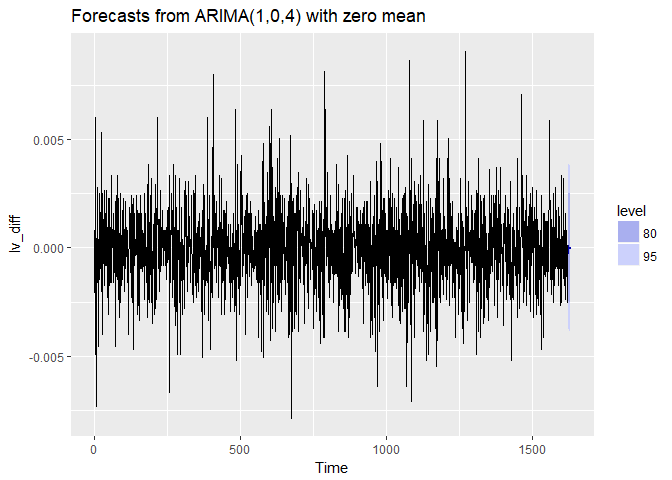 Forecasts from ARIMA(1,0,4) with zero mean
0.005
0.000
-0.005
lv_diff
0
500
1000
1500
Time
level
80
95